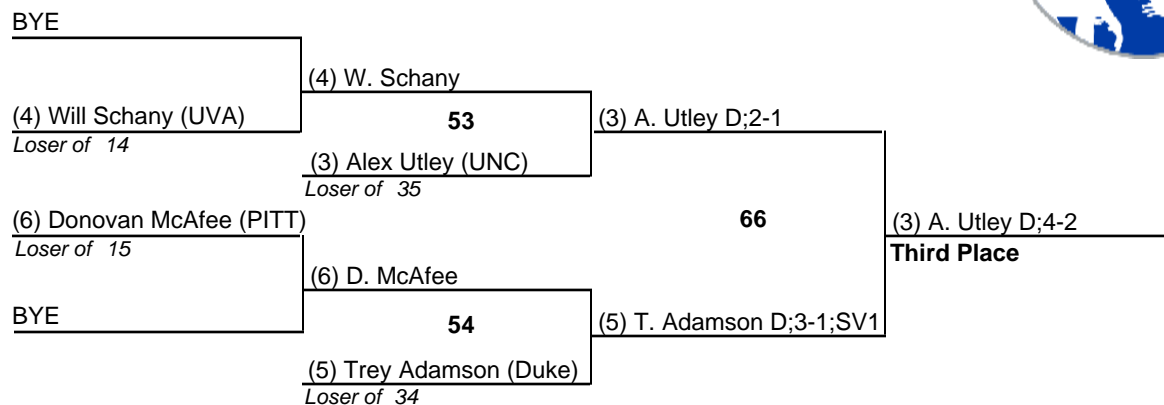 BYE
(4) W. Schany
(4) Will Schany (UVA)
53
(3) A. Utley D;2-1
Loser of 14
(3) Alex Utley (UNC)
Loser of 35
(6) Donovan McAfee (PITT)
66
(3) A. Utley D;4-2
Loser of 15
Third Place
(6) D. McAfee
BYE
54
(5) T. Adamson D;3-1;SV1
(5) Trey Adamson (Duke)
Loser of 34